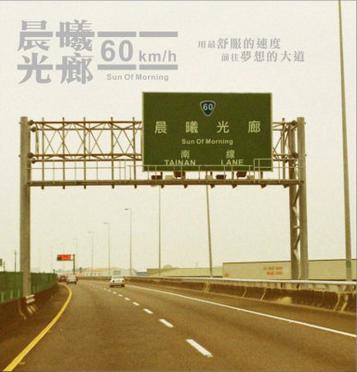 晨曦光廊
60 km/h
Sun Of Morning
用最舒服的速度
前往夢想的大道
60
晨曦光廊
Sun Of Morning
南線
TAINAN LANE